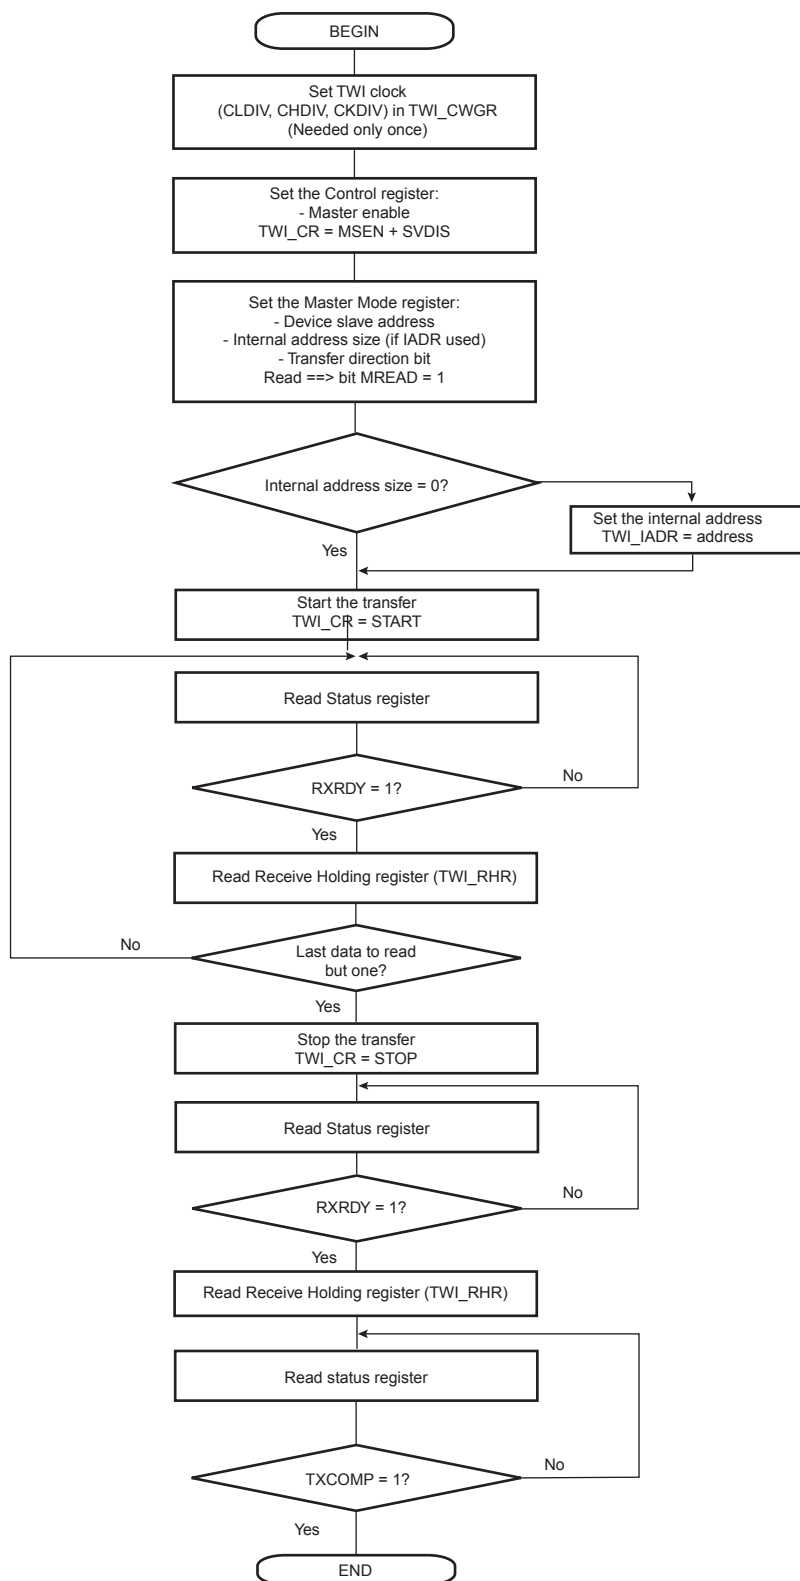 BEGIN
Set TWI clock
(CLDIV, CHDIV, CKDIV) in TWI_CWGR
(Needed only once)
Set the Control register:
- Master enable
TWI_CR = MSEN + SVDIS
Set the Master Mode register:
- Device slave address
- Internal address size (if IADR used)
- Transfer direction bit
Read ==> bit MREAD = 1
Internal address size = 0?
Set the internal address
TWI_IADR = address
Yes
Start the transfer
TWI_CR = START
Read Status register
RXRDY = 1?
No
Yes
Read Receive Holding register (TWI_RHR)
Last data to read
but one?
No
Yes
Stop the transfer
TWI_CR = STOP
Read Status register
RXRDY = 1?
No
Yes
Read Receive Holding register (TWI_RHR)
Read status register
TXCOMP = 1?
No
Yes
END